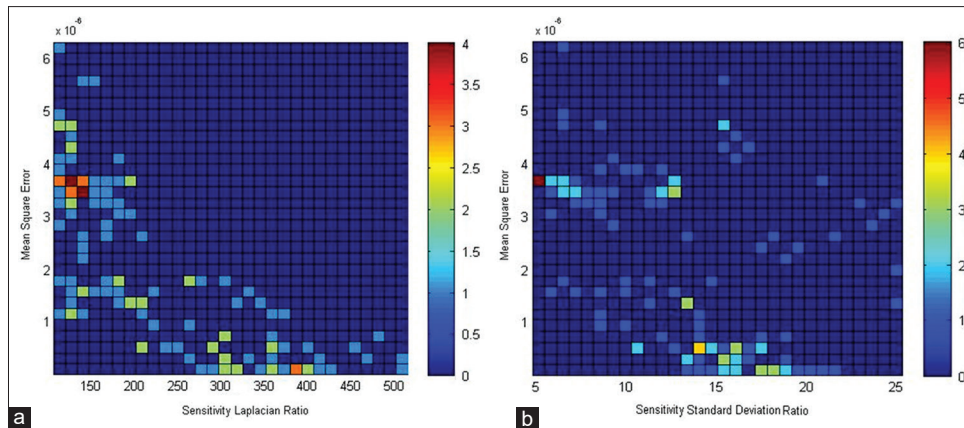 x 10⁻⁶
6
5
4
3
2
1
Mean Square Error
150 200 250 300 350 400 450 500
Sensitivity Laplacian Ratio
4
3.5
3
2.5
2
1.5
1
0.5
0
a
x 10⁻⁶
6
5
4
3
2
1
Mean Square Error
5 10 15 20 25
Sensitivity Standard Deviation Ratio
6
5
4
3
2
1
0
b